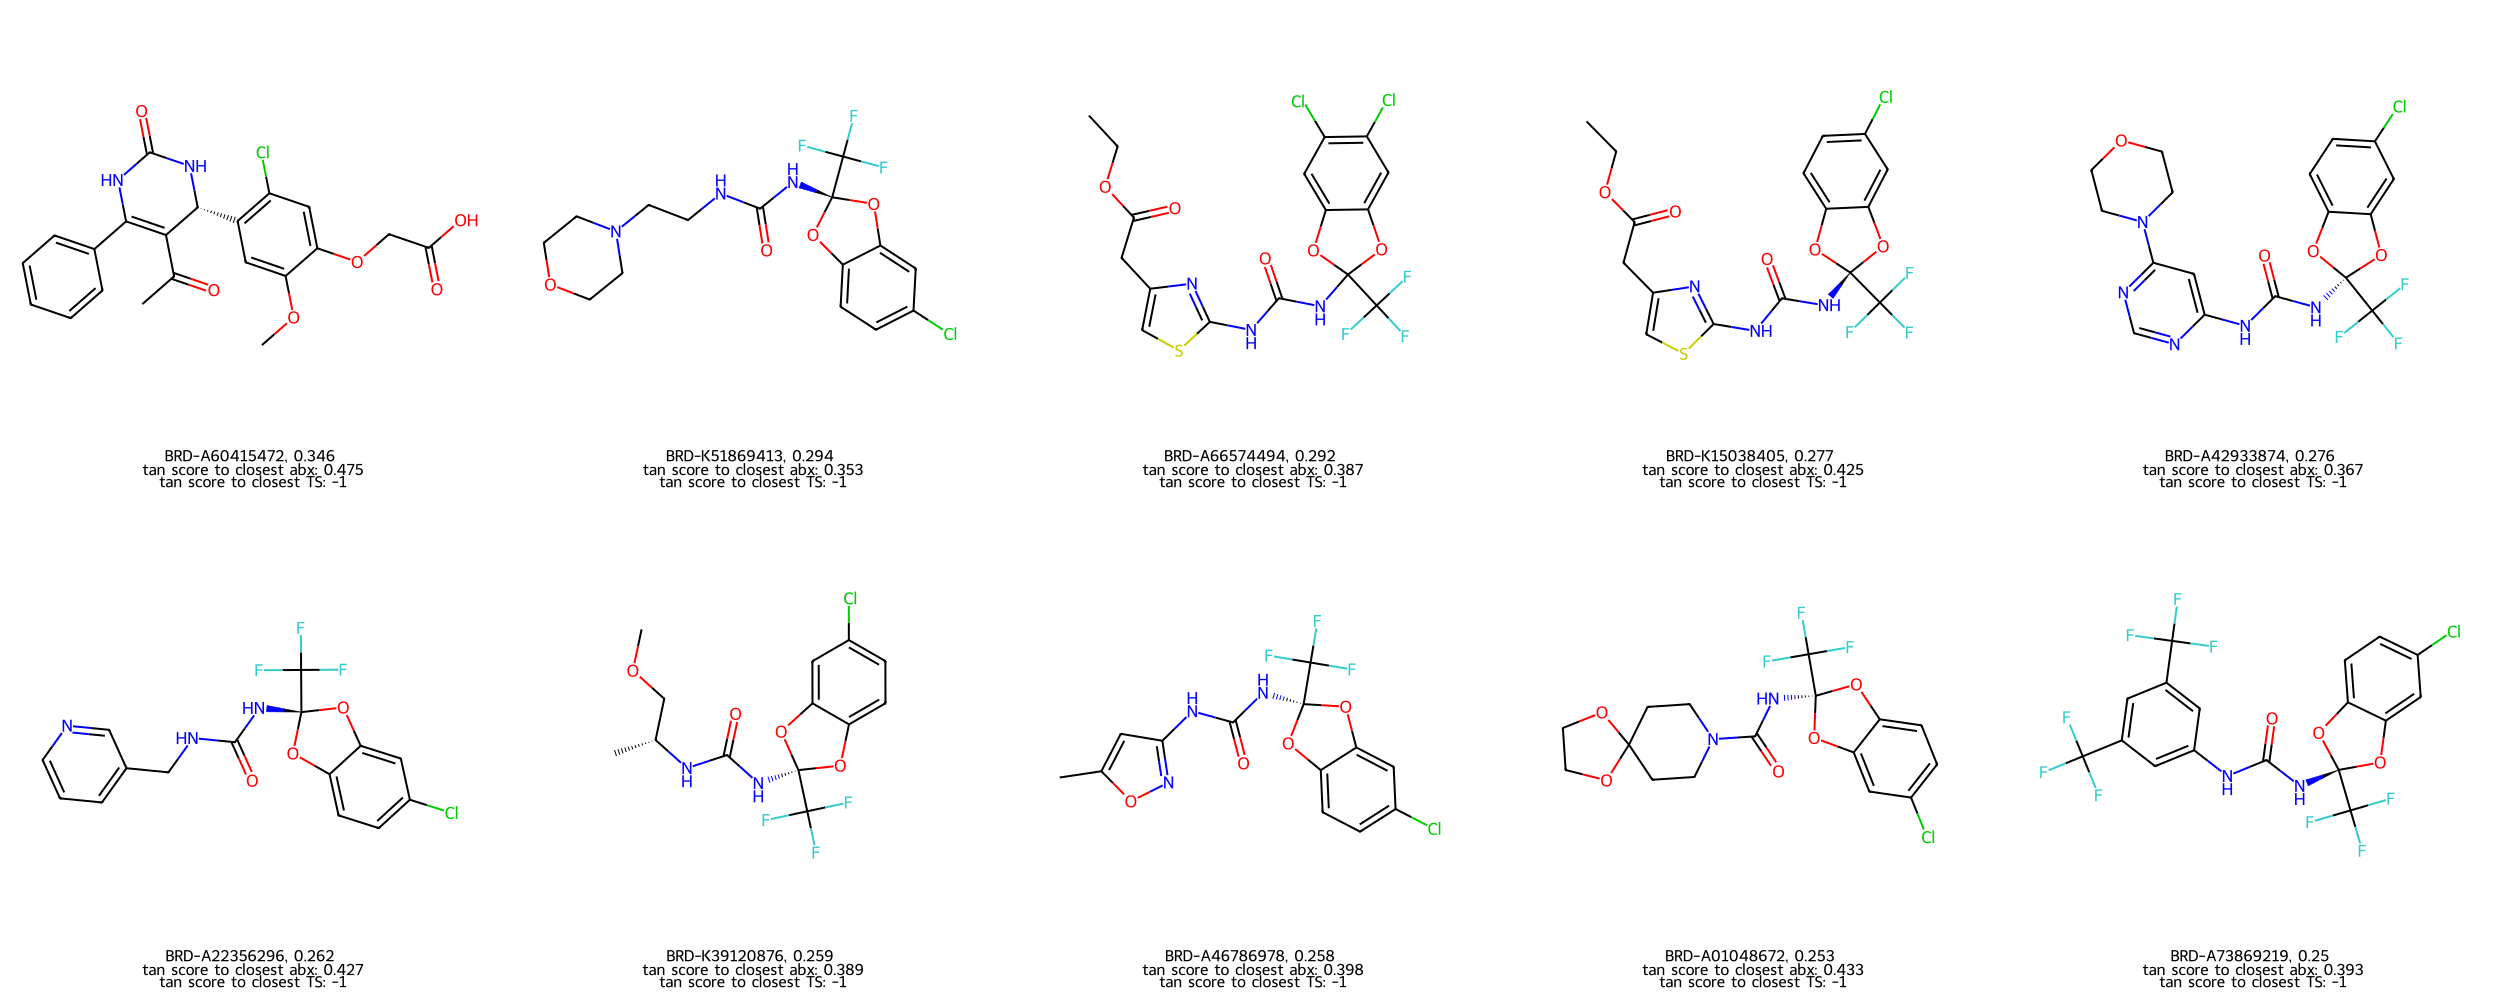 BRD-A60415472, 0.346
tan score to closest abx: 0.475
tan score to closest TS: -1
BRD-K51869413, 0.294
tan score to closest abx: 0.353
tan score to closest TS: -1
BRD-A66574494, 0.292
tan score to closest abx: 0.387
tan score to closest TS: -1
BRD-K15038405, 0.277
tan score to closest abx: 0.425
tan score to closest TS: -1
BRD-A42933874, 0.276
tan score to closest abx: 0.367
tan score to closest TS: -1
BRD-A22356296, 0.262
tan score to closest abx: 0.427
tan score to closest TS: -1
BRD-K39120876, 0.259
tan score to closest abx: 0.389
tan score to closest TS: -1
BRD-A46786978, 0.258
tan score to closest abx: 0.398
tan score to closest TS: -1
BRD-A01048672, 0.253
tan score to closest abx: 0.433
tan score to closest TS: -1
BRD-A73869219, 0.25
tan score to closest abx: 0.393
tan score to closest TS: -1